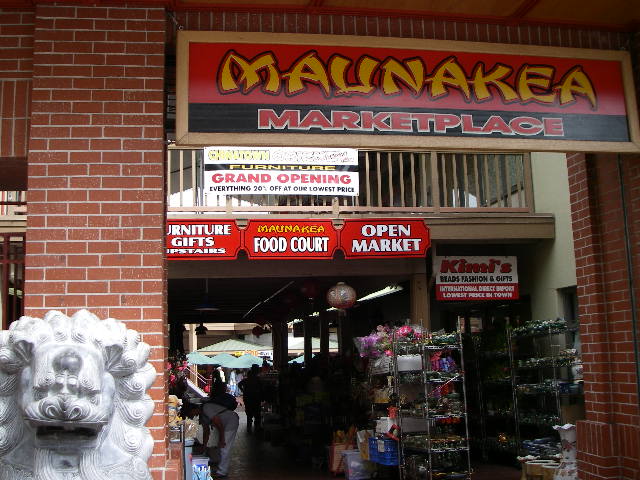 MAUNAKEA
MARKETPLACE
CHINATOWN
FURNITURE
GRAND OPENING
EVERYTHING 20% OFF AT OUR LOWEST PRICE
URNITURE
GIFTS
UPSTAIRS
MAUNAKEA
FOOD COURT
OPEN
MARKET
Kimi's
BEADS FASHION & GIFTS
INTERNATIONAL DIRECT IMPORT
LOWEST PRICE IN TOWN